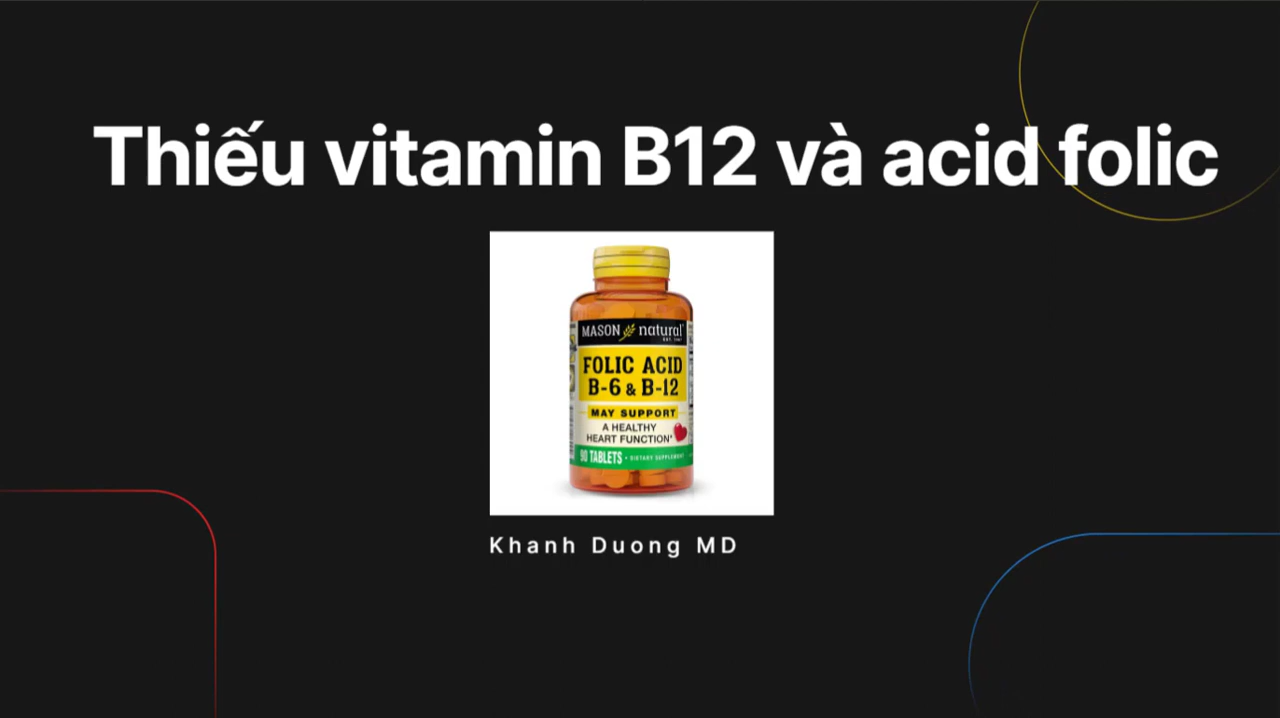 Thiếu vitamin B12 và acid folic
MASON natural
FOLIC ACID
B-6 & B-12
MAY SUPPORT
A HEALTHY
HEART FUNCTION*
90 TABLETS • DIETARY SUPPLEMENT
Khanh Duong MD